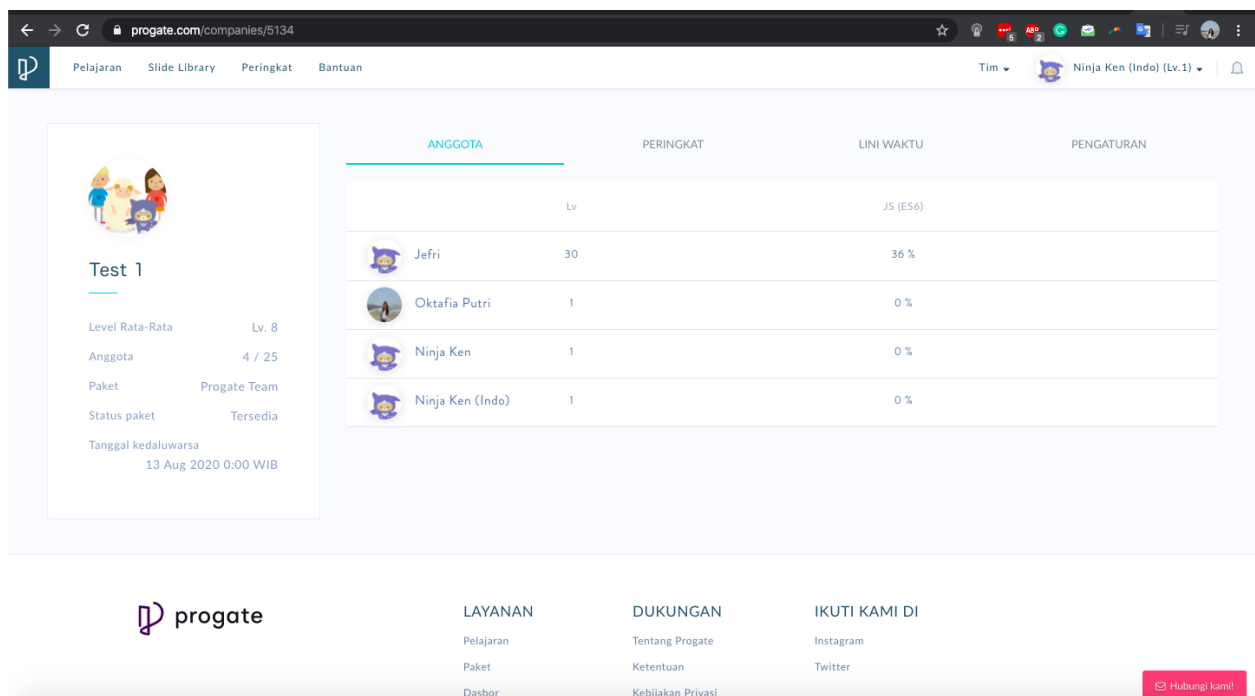 progate.com/companies/5134
5
ABP
2
Pelajaran Slide Library Peringkat Bantuan
Tim Ninja Ken (Indo) (Lv.1)
Test 1
Level Rata-Rata Lv. 8
Anggota 4 / 25
Paket Progate Team
Status paket Tersedia
Tanggal kedaluwarsa
13 Aug 2020 0:00 WIB
ANGGOTA PERINGKAT LINI WAKTU PENGATURAN
Lv JS (ES6)
Jefri 30 36 %
Oktafia Putri 1 0 %
Ninja Ken 1 0 %
Ninja Ken (Indo) 1 0 %
progate
LAYANAN
Pelajaran
Paket
Dasbor
DUKUNGAN
Tentang Progate
Ketentuan
Kebijakan Privasi
IKUTI KAMI DI
Instagram
Twitter
Hubungi kami!